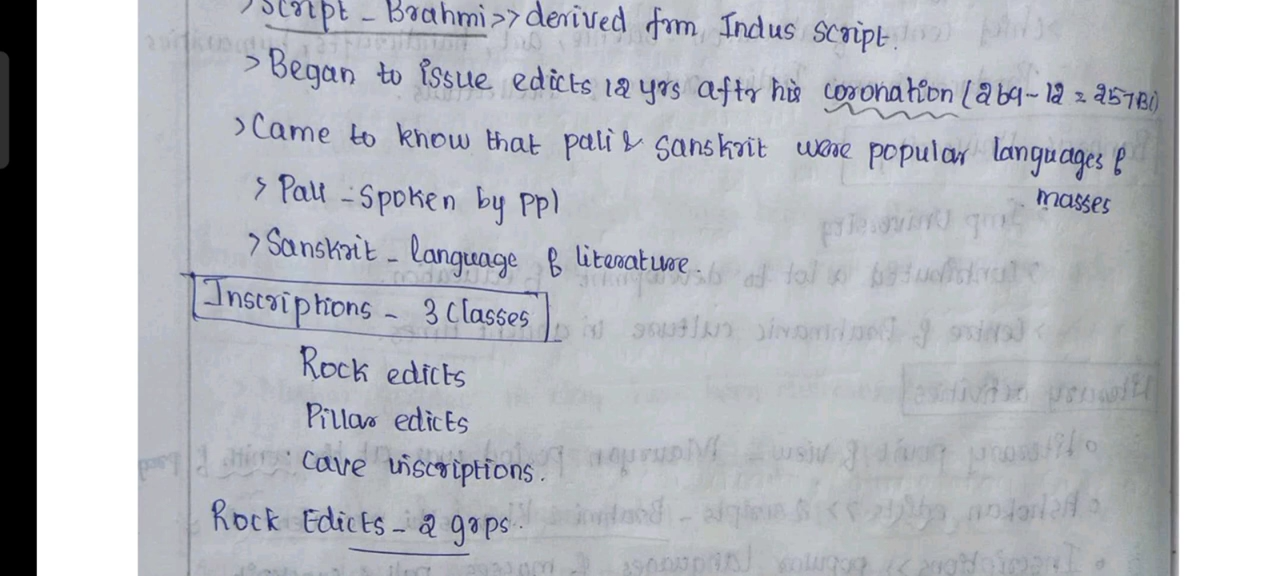 > Script - Brahmi >> derived frm Indus script.
> Began to issue edicts 12 yrs aftr his coronation (269-12 = 257BC)
> Came to know that pali & Sanskrit were popular languages of masses
> Pali - Spoken by ppl
> Sanskrit - language of literature.
Inscriptions - 3 Classes
Rock edicts
Pillar edicts
Cave inscriptions.
Rock Edicts - 2 grps.